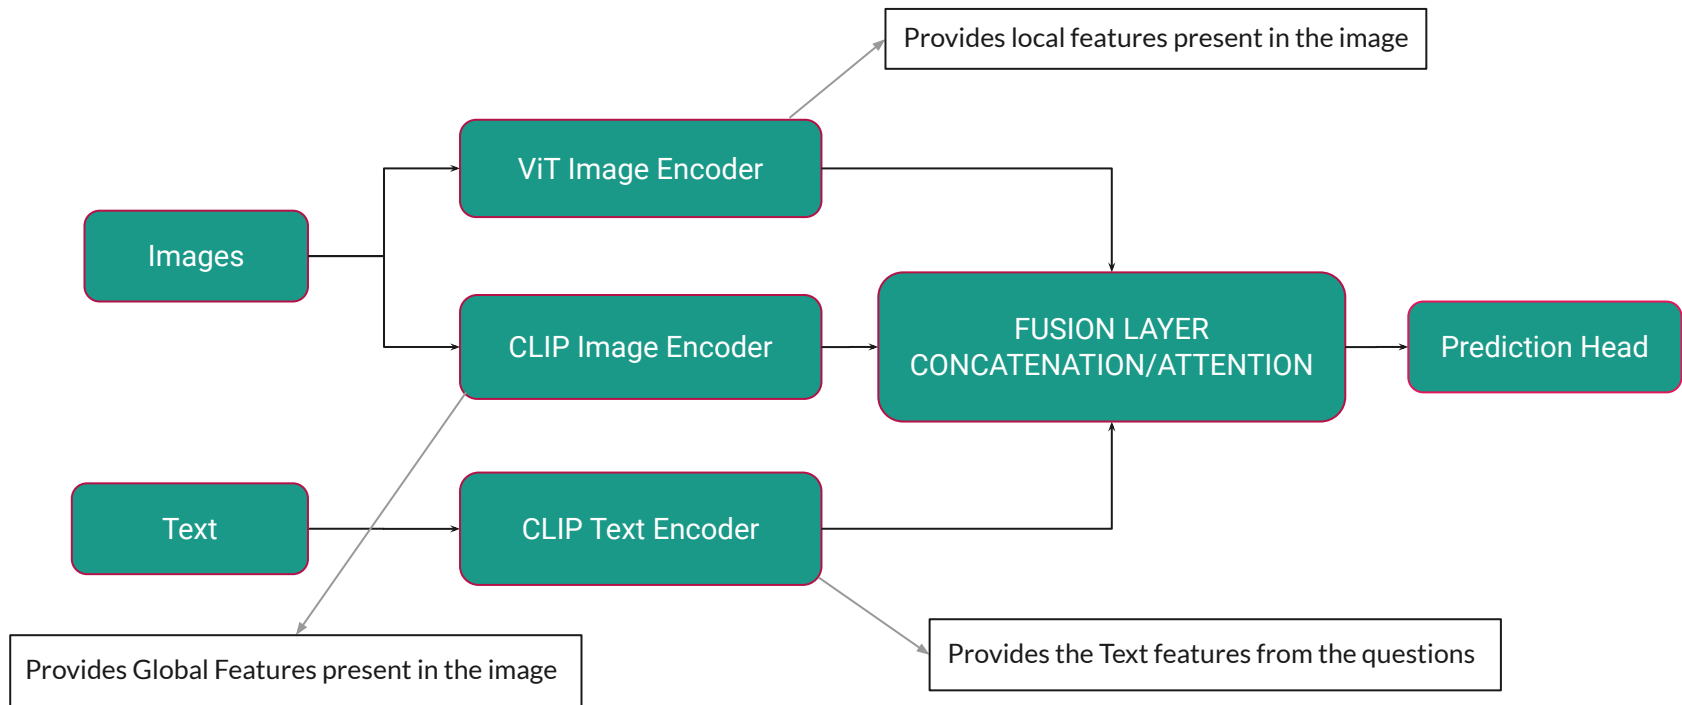 Provides local features present in the image
ViT Image Encoder
Images
CLIP Image Encoder
FUSION LAYER
CONCATENATION/ATTENTION
Prediction Head
Text
CLIP Text Encoder
Provides Global Features present in the image
Provides the Text features from the questions